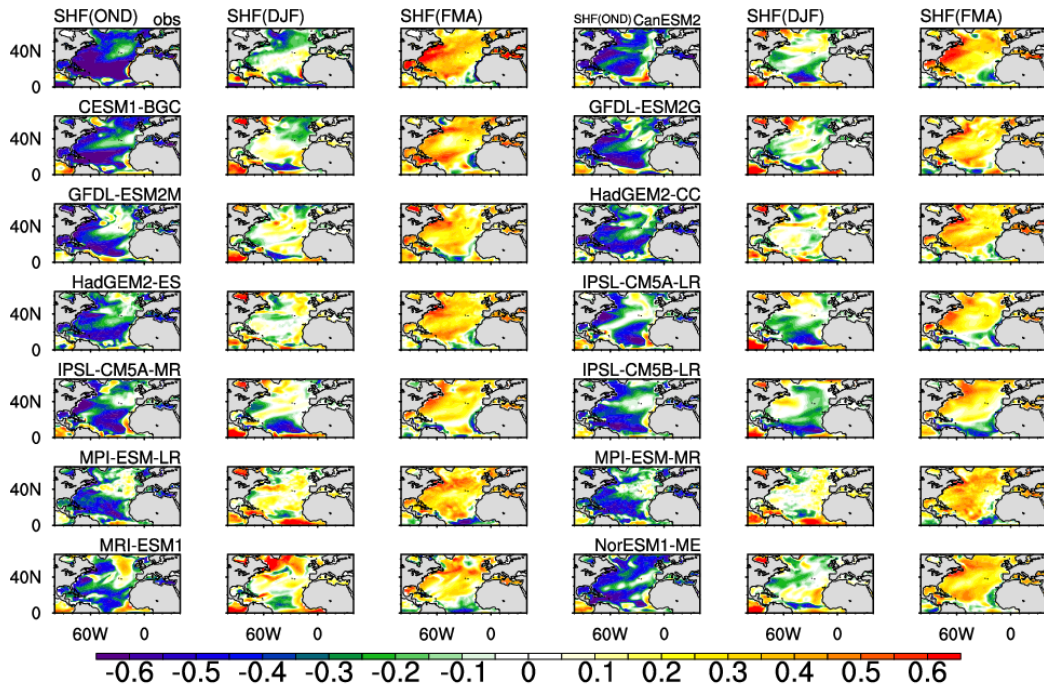 SHF(OND) obs SHF(DJF) SHF(FMA) SHF(OND) CanESM2 SHF(DJF) SHF(FMA)
40N
0
CESM1-BGC GFDL-ESM2G
40N
0
GFDL-ESM2M HadGEM2-CC
40N
0
HadGEM2-ES IPSL-CM5A-LR
40N
0
IPSL-CM5A-MR IPSL-CM5B-LR
40N
0
MPI-ESM-LR MPI-ESM-MR
40N
0
MRI-ESM1 NorESM1-ME
40N
0
60W 0 60W 0 60W 0 60W 0 60W 0 60W 0
-0.6 -0.5 -0.4 -0.3 -0.2 -0.1 0 0.1 0.2 0.3 0.4 0.5 0.6